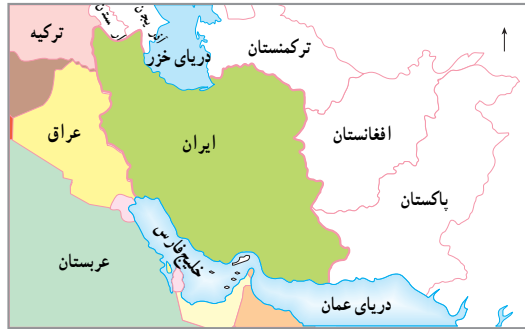 ترکیه
دریای خزر
ترکمنستان
عراق
ایران
افغانستان
پاکستان
خلیج فارس
عربستان
دریای عمان